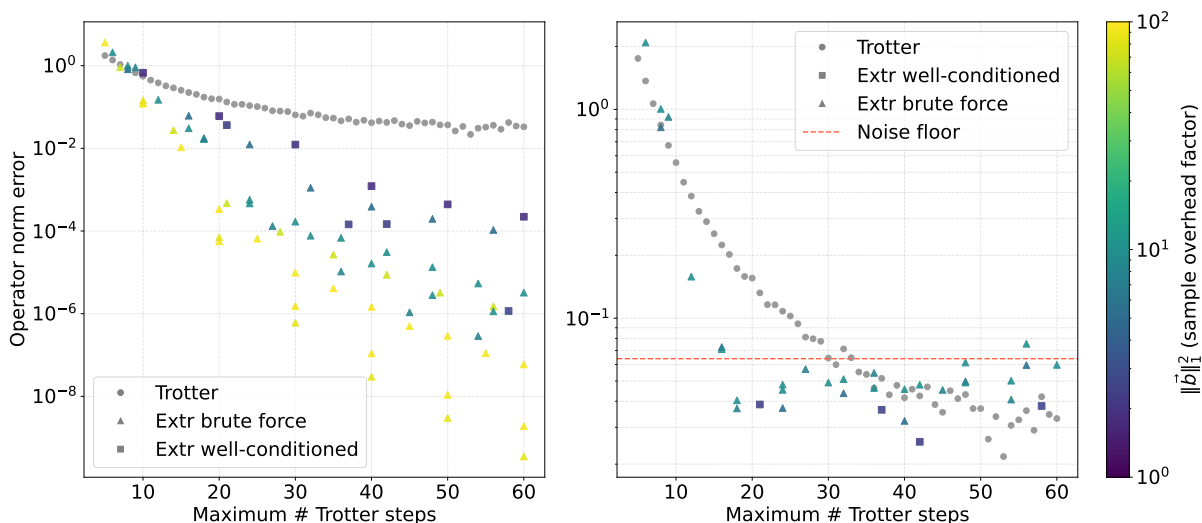 10^0
10^{-2}
10^{-4}
10^{-6}
10^{-8}
Operator norm error
Trotter
Extr brute force
Extr well-conditioned
10 20 30 40 50 60
Maximum # Trotter steps
10^0
10^{-1}
Trotter
Extr well-conditioned
Extr brute force
Noise floor
10 20 30 40 50 60
Maximum # Trotter steps
10^2
10^1
10^0
‖b⃗‖₁² (sample overhead factor)